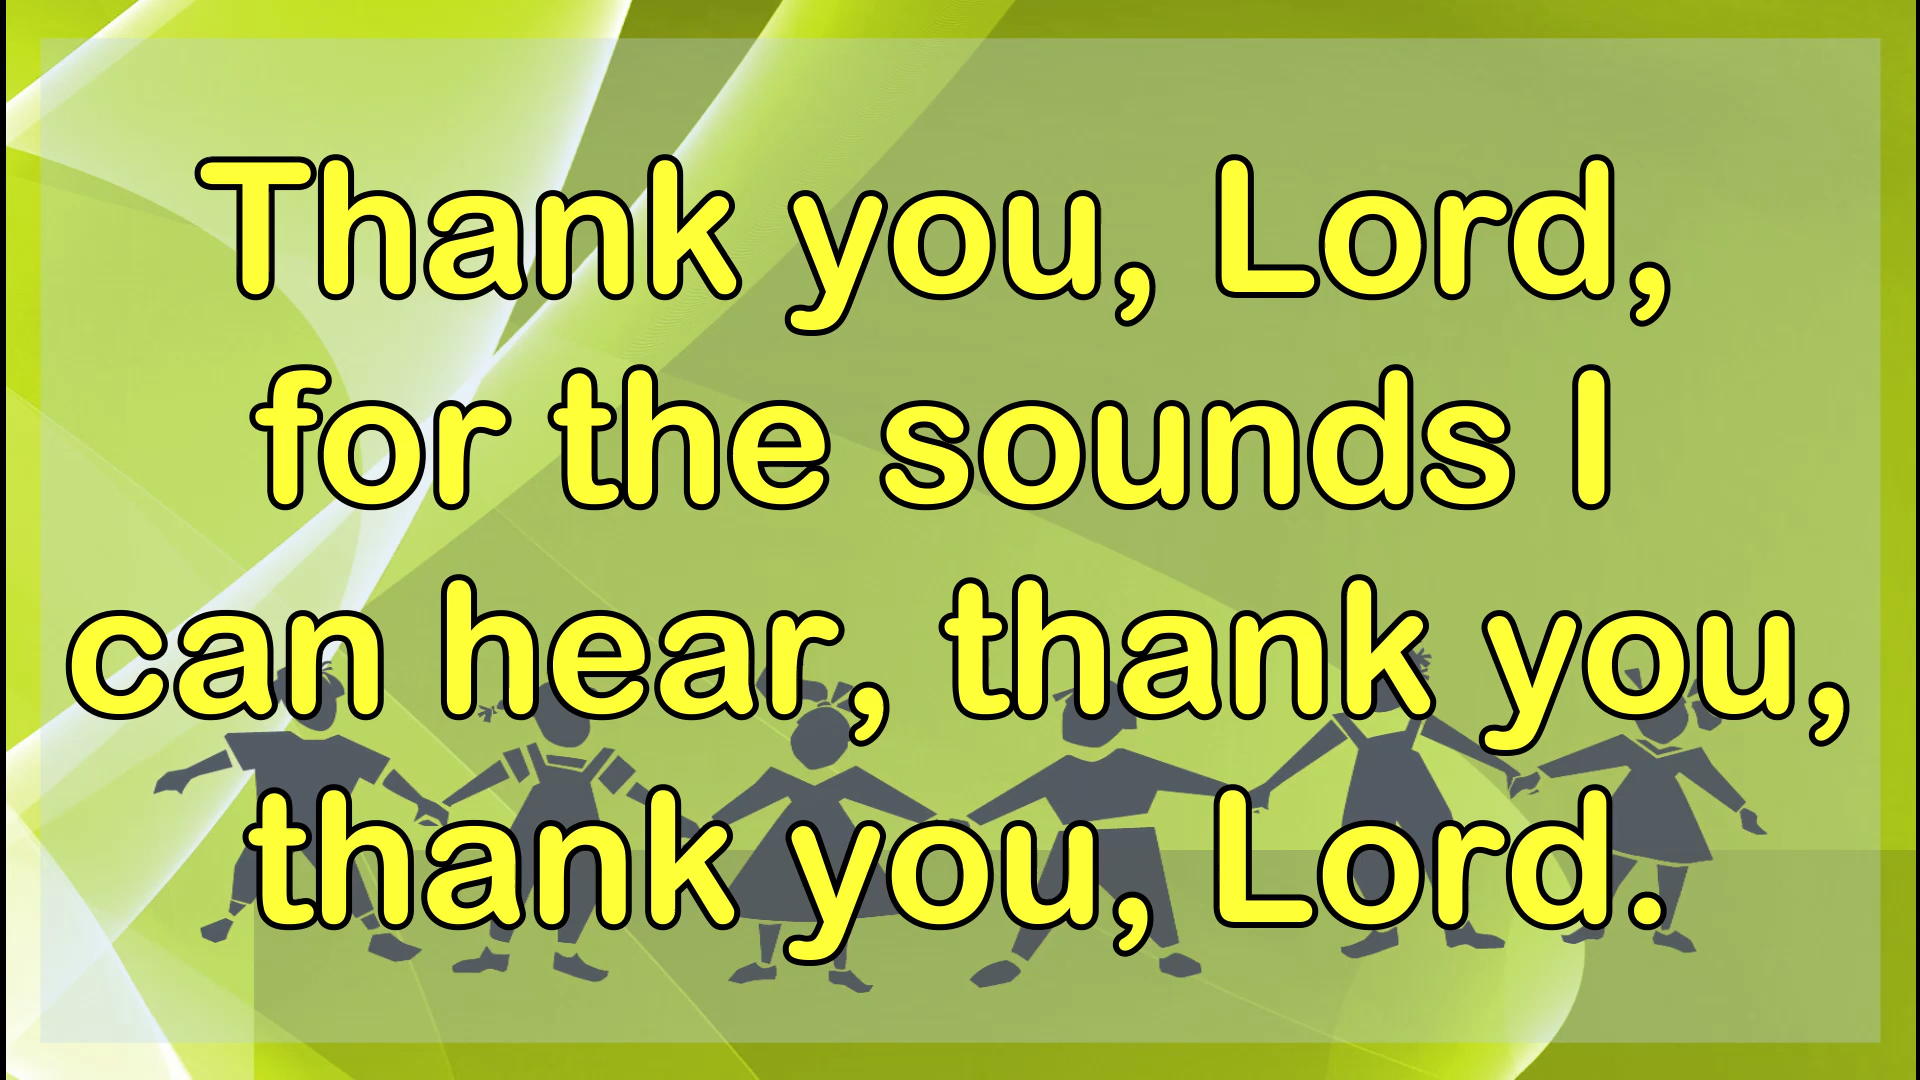 Thank you, Lord,
for the sounds I
can hear, thank you,
thank you, Lord.